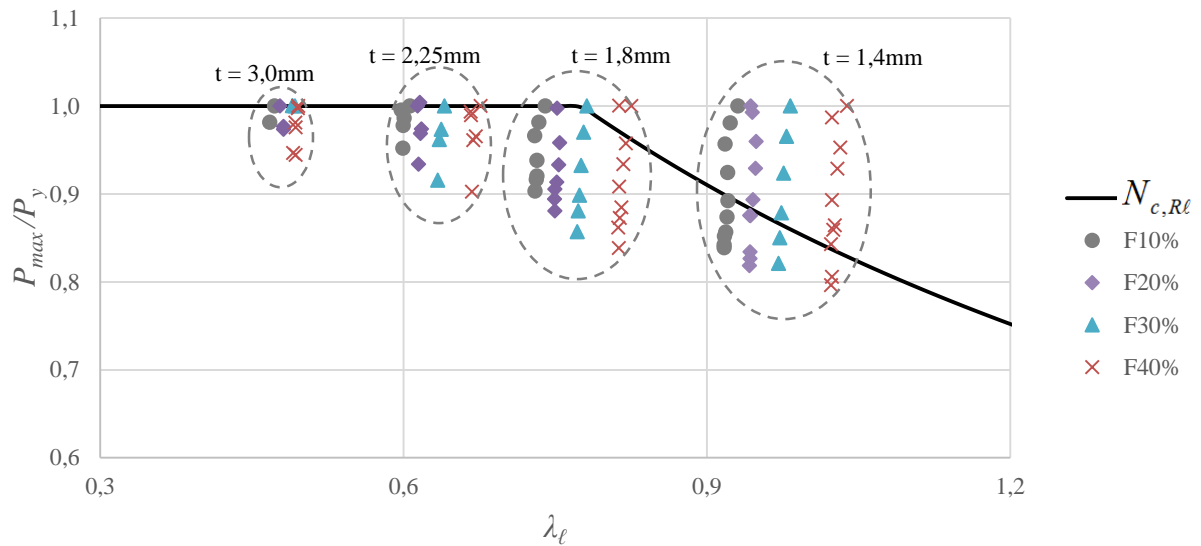 1,1
1,0
0,9
0,8
0,7
0,6
P_max/P_y
t = 3,0mm
t = 2,25mm
t = 1,8mm
t = 1,4mm
0,3
0,6
0,9
1,2
λ_ℓ
N_c,Rℓ
F10%
F20%
F30%
F40%